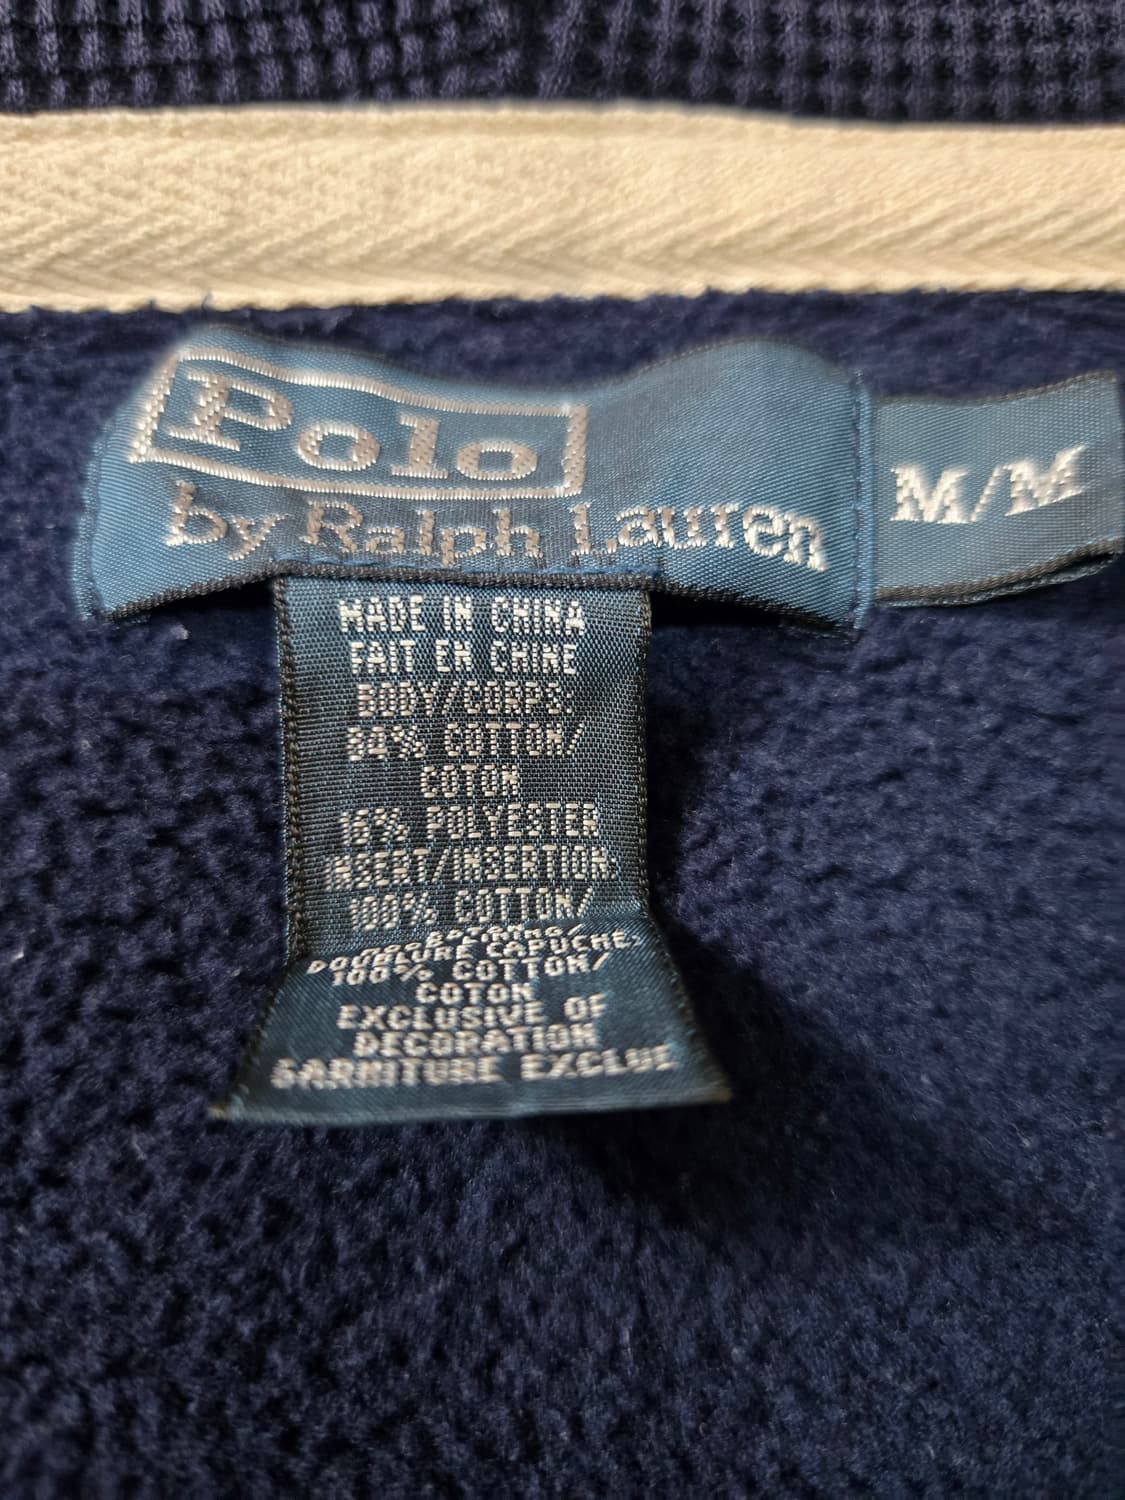 Polo
by Ralph Lauren
M/M
MADE IN CHINA
FAIT EN CHINE
BODY/CORPS:
84% COTTON/
COTON
16% POLYESTER
INSERT/INSERTION:
100% COTTON/
DOUBLURE CAPUCHE:
100% COTTON/
COTON
EXCLUSIVE OF
DECORATION
GARNITURE EXCLUE